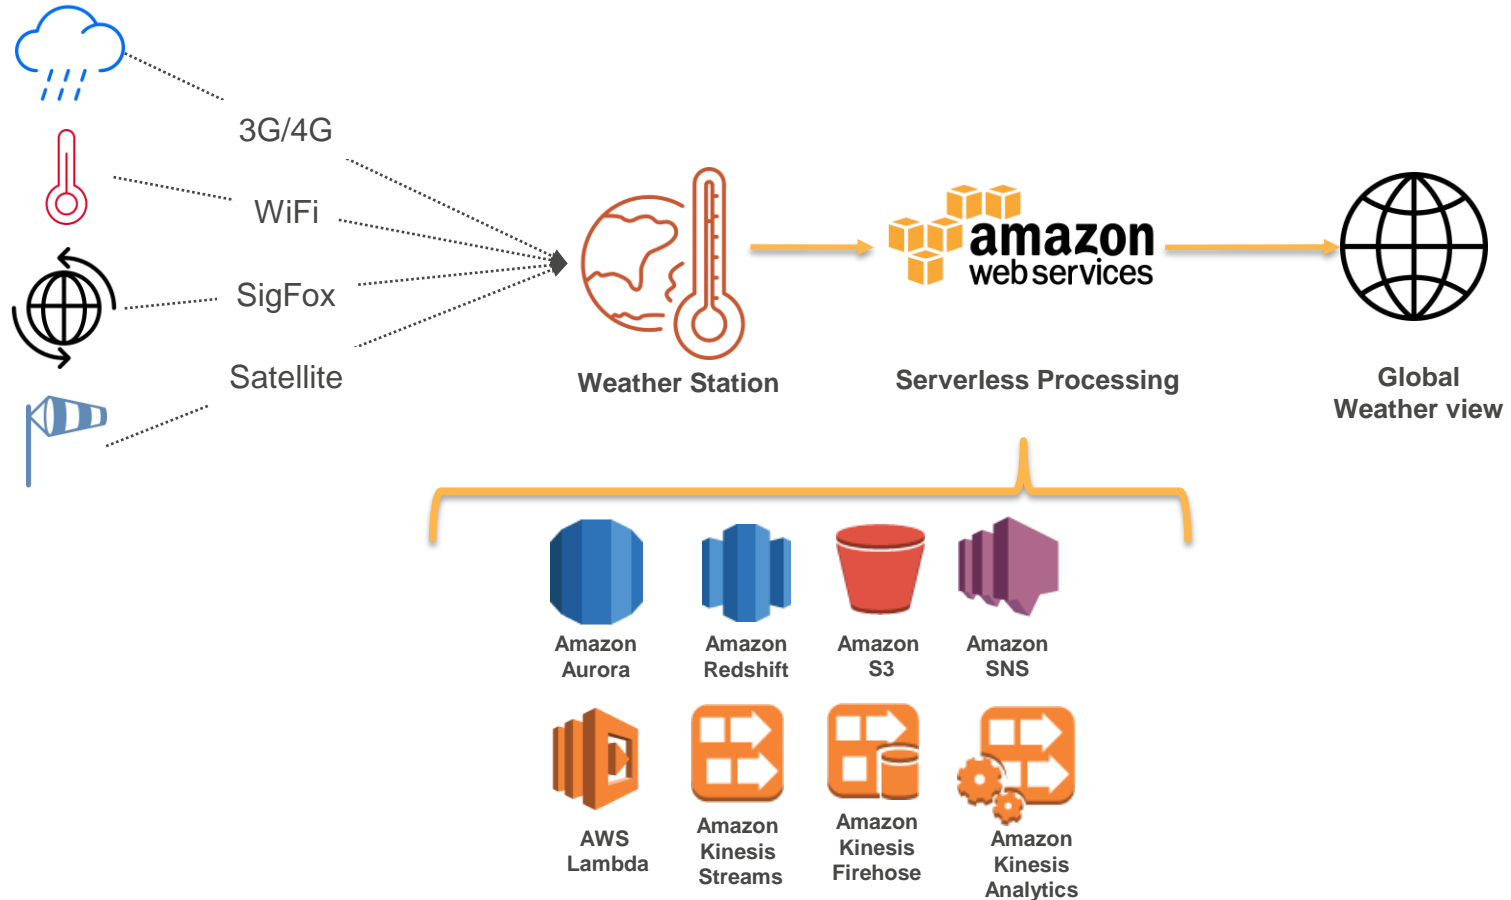 3G/4G
WiFi
SigFox
Satellite
Weather Station
amazon
web services
Serverless Processing
Global
Weather view
Amazon
Aurora
Amazon
Redshift
Amazon
S3
Amazon
SNS
AWS
Lambda
Amazon
Kinesis
Streams
Amazon
Kinesis
Firehose
Amazon
Kinesis
Analytics